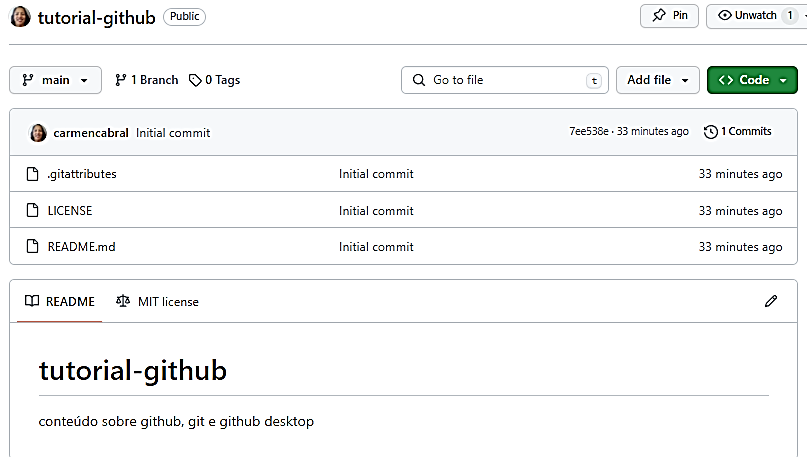 tutorial-github Public Pin Unwatch 1
main 1 Branch 0 Tags Go to file t Add file Code
carmencabral Initial commit 7ee538e · 33 minutes ago 1 Commits
.gitattributes Initial commit 33 minutes ago
LICENSE Initial commit 33 minutes ago
README.md Initial commit 33 minutes ago
README MIT license
tutorial-github
conteúdo sobre github, git e github desktop